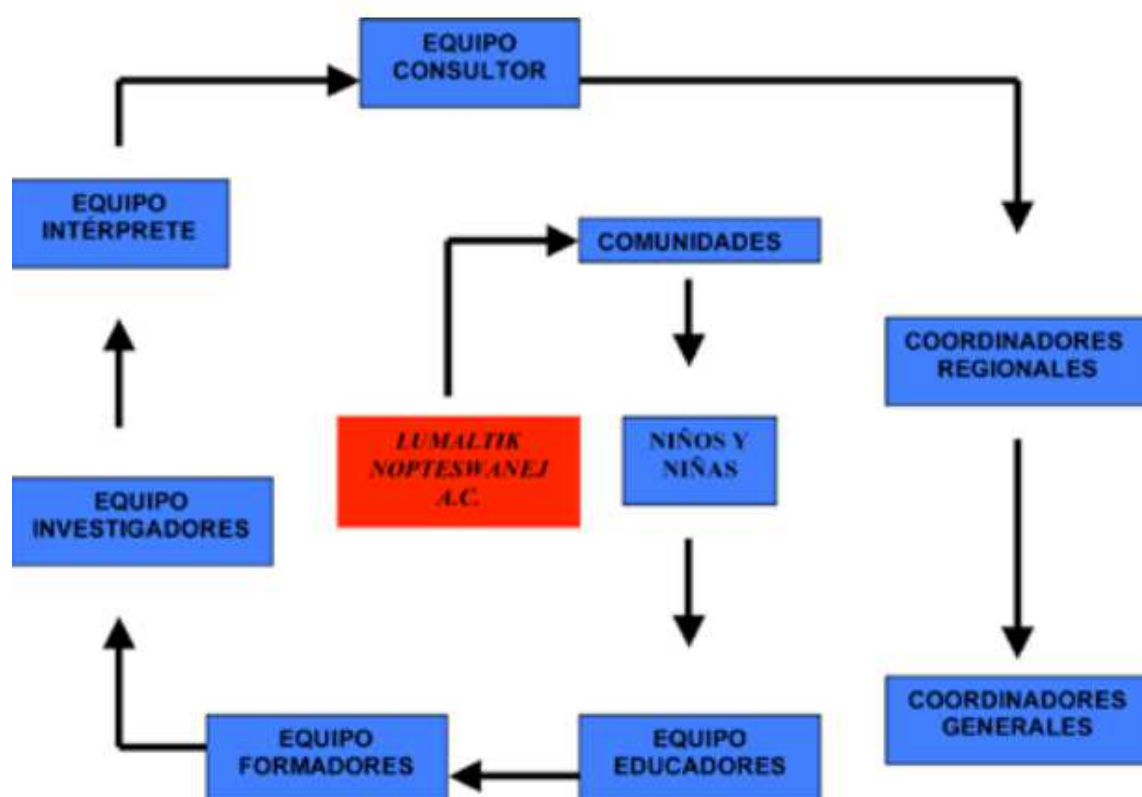 EQUIPO
CONSULTOR
EQUIPO
INTÉRPRETE
COMUNIDADES
COORDINADORES
REGIONALES
LUMALTIK
NOPTESWANEJ
A.C.
NIÑOS Y
NIÑAS
EQUIPO
INVESTIGADORES
COORDINADORES
GENERALES
EQUIPO
FORMADORES
EQUIPO
EDUCADORES